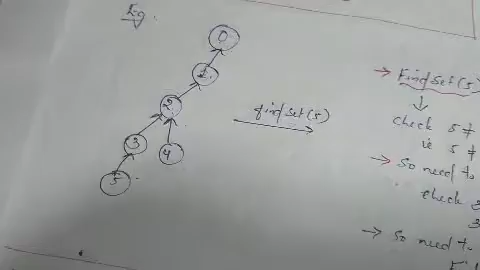 Eg.
0
1
2
3
4
5
findset(5)
→ FindSet(5)
check 5 ≠
ie 5 ≠
→ So need to
check
3
→ So need to